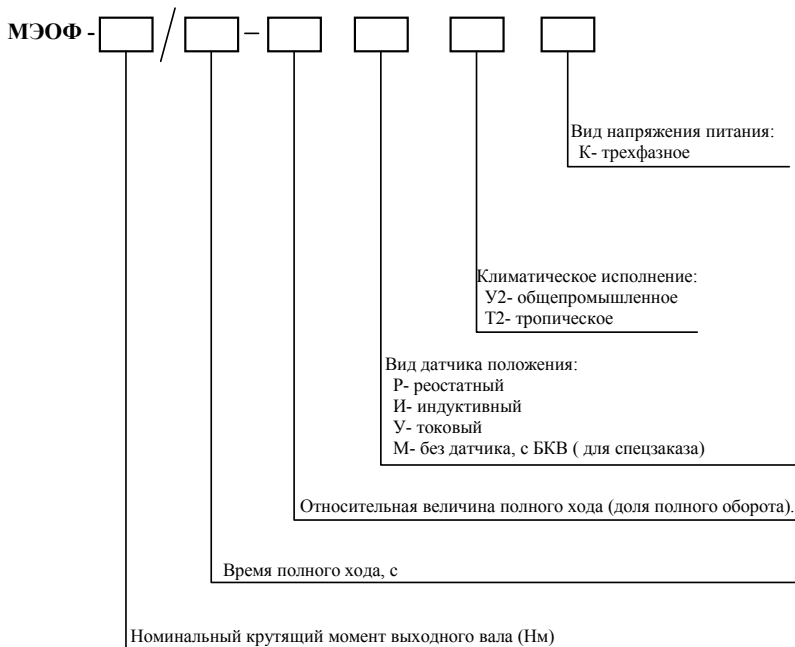 МЭОФ - / –
Вид напряжения питания:
К- трехфазное
Климатическое исполнение:
У2- общепромышленное
Т2- тропическое
Вид датчика положения:
Р- реостатный
И- индуктивный
У- токовый
М- без датчика, с БКВ ( для спецзаказа)
Относительная величина полного хода (доля полного оборота).
Время полного хода, с
Номинальный крутящий момент выходного вала (Нм)